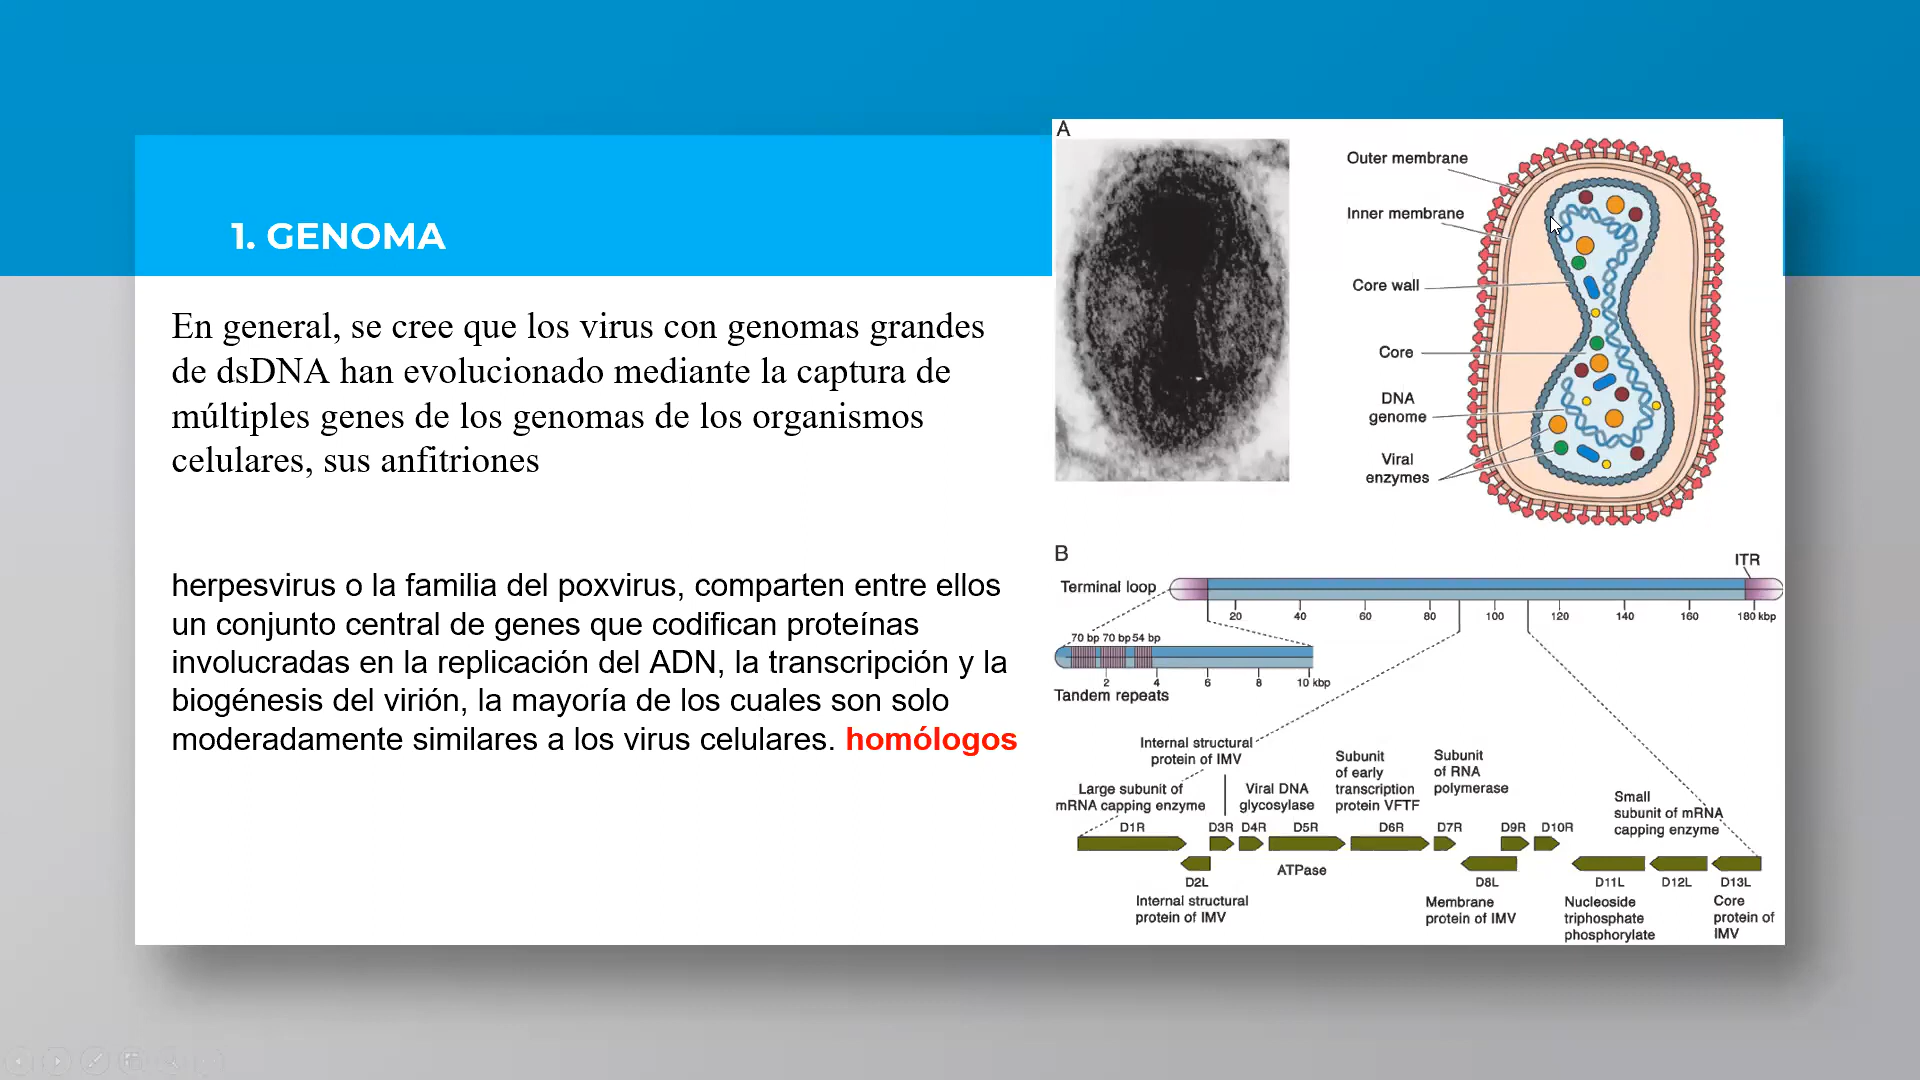 1. GENOMA
En general, se cree que los virus con genomas grandes
de dsDNA han evolucionado mediante la captura de
múltiples genes de los genomas de los organismos
celulares, sus anfitriones
herpesvirus o la familia del poxvirus, comparten entre ellos
un conjunto central de genes que codifican proteínas
involucradas en la replicación del ADN, la transcripción y la
biogénesis del virión, la mayoría de los cuales son solo
moderadamente similares a los virus celulares. homólogos
A
Outer membrane
Inner membrane
Core wall
Core
DNA
genome
Viral
enzymes
B
ITR
Terminal loop
20 40 60 80 100 120 140 160 180 kbp
70 bp 70 bp 54 bp
2 4 6 8 10 kbp
Tandem repeats
Internal structural
protein of IMV
Large subunit of
mRNA capping enzyme
Viral DNA
glycosylase
Subunit
of early
transcription
protein VFTF
Subunit
of RNA
polymerase
Small
subunit of mRNA
capping enzyme
D1R D3R D4R D5R D6R D7R D9R D10R
ATPase
D2L D8L D11L D12L D13L
Internal structural
protein of IMV
Membrane
protein of IMV
Nucleoside
triphosphate
phosphorylate
Core
protein of
IMV